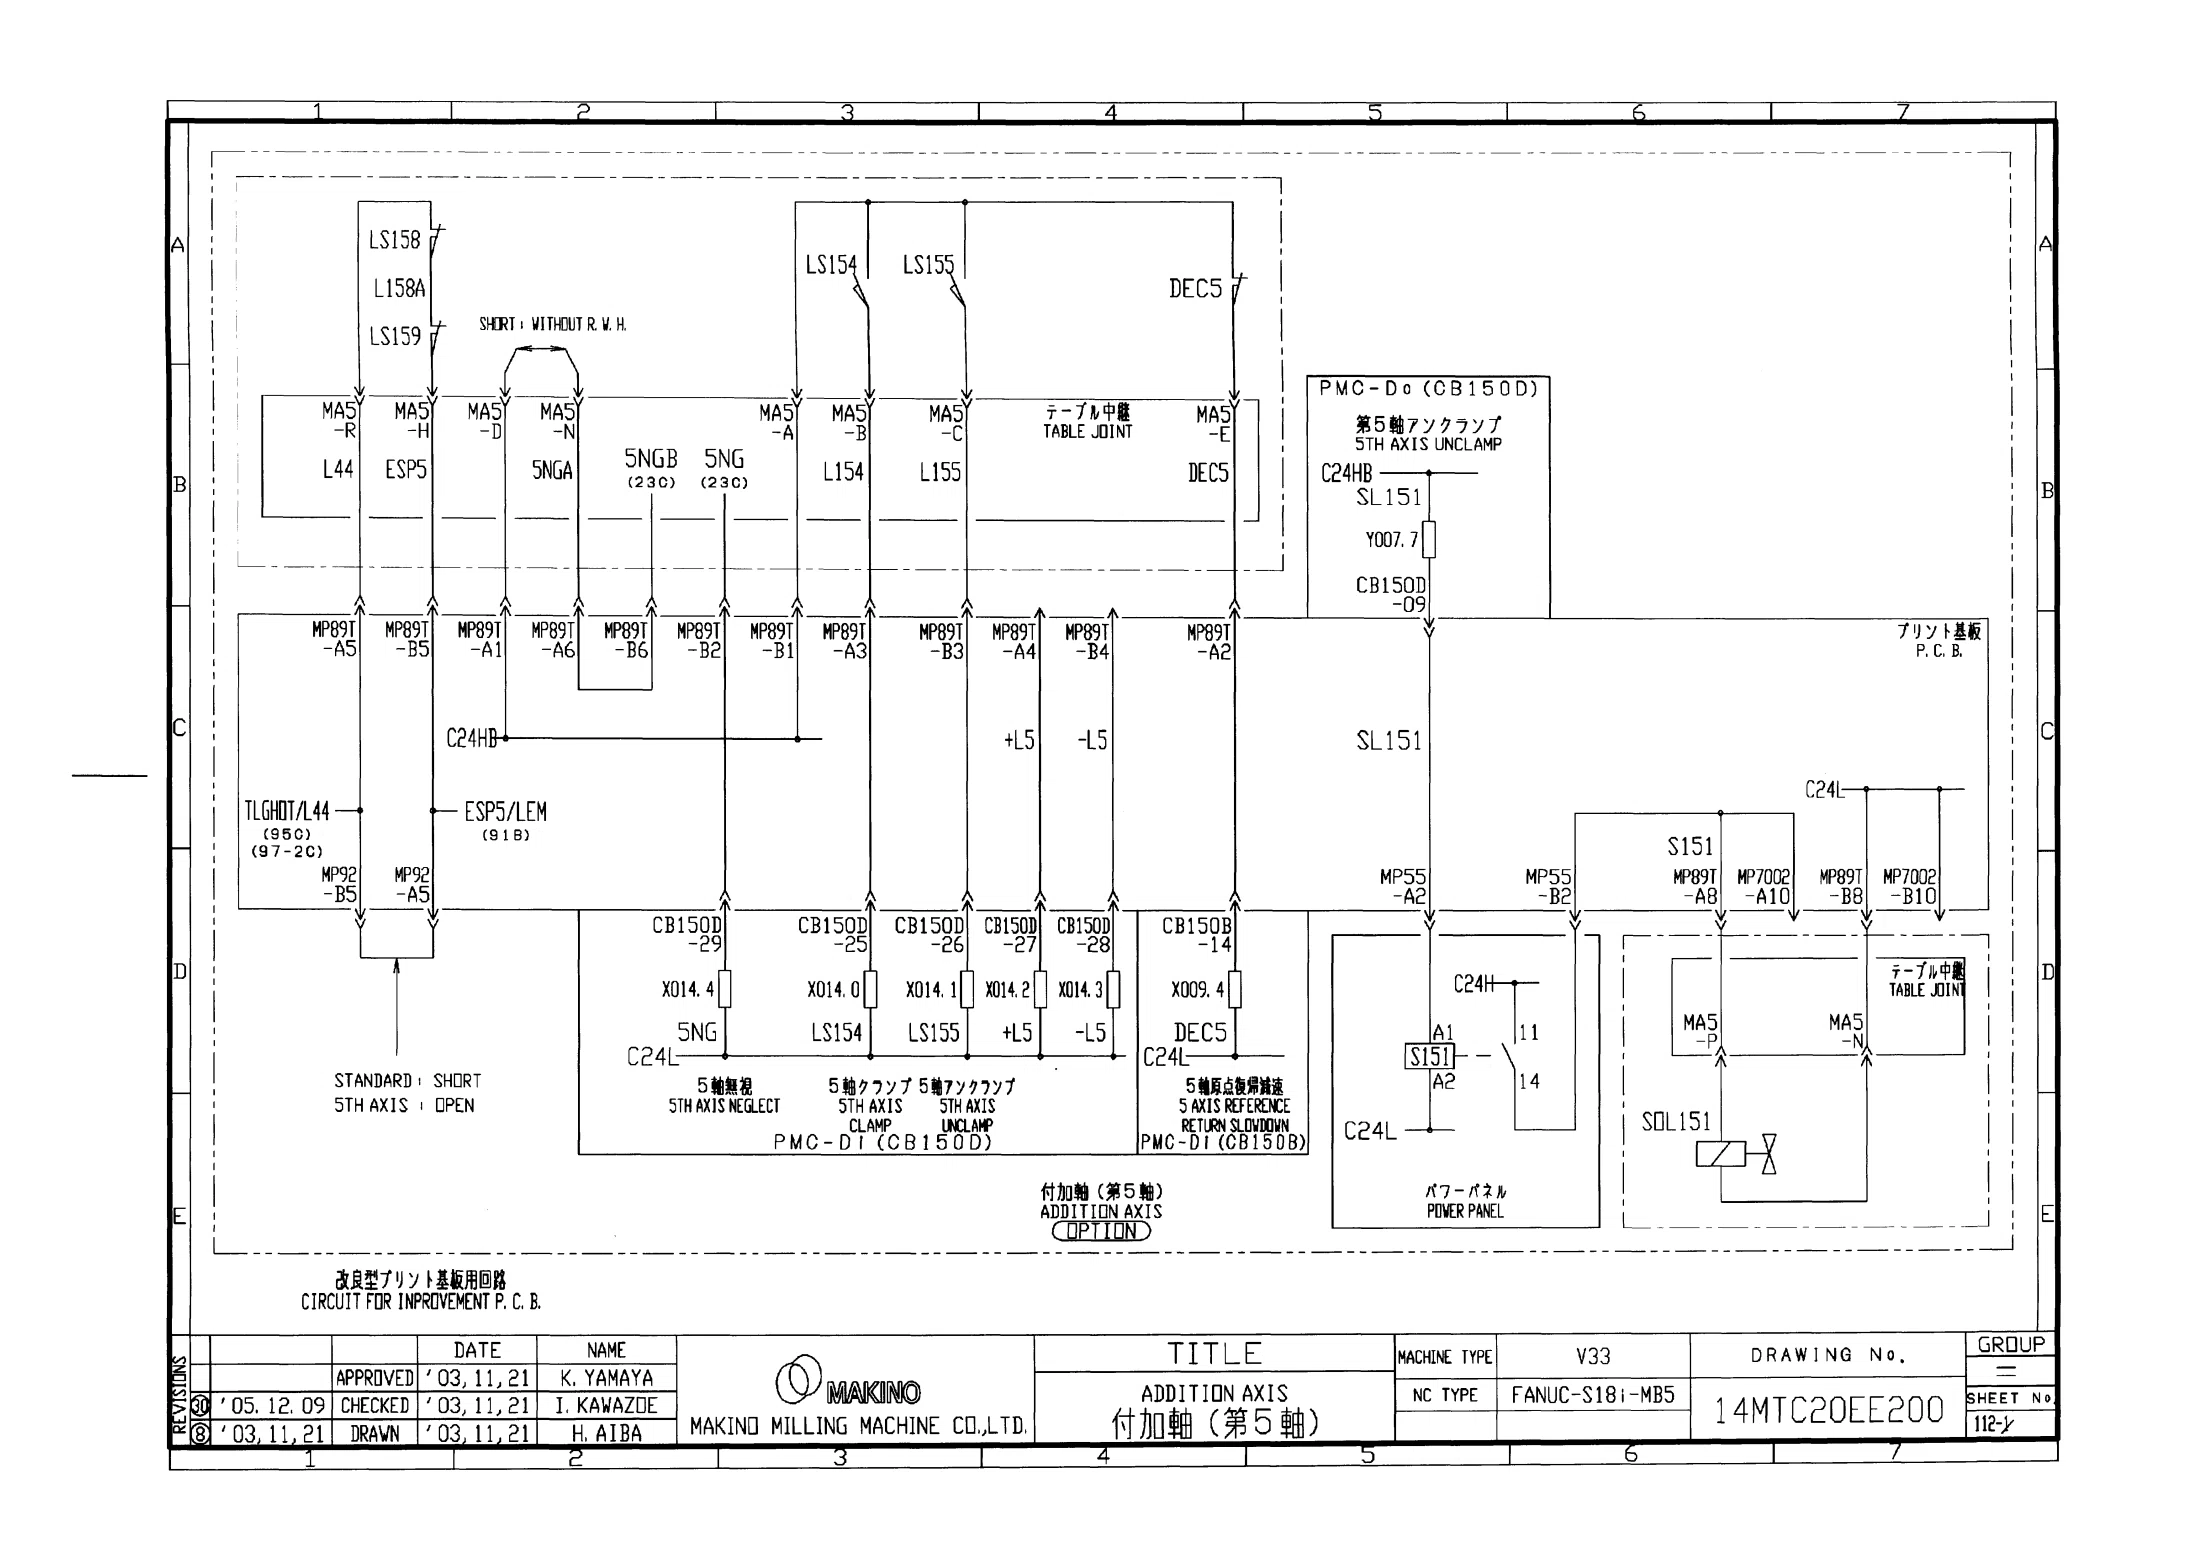 1 2 3 4 5 6 7
A A
LS158
LS154 LS155
L158A DEC5
SHORT: WITHOUT R. W. H.
LS159
PMC-Do (CB150D)
MA5 -R
MA5 -H
MA5 -D
MA5 -N
MA5 -A
MA5 -B
MA5 -C
テーブル中継
TABLE JOINT
MA5 -E
第5軸アンクランプ
5TH AXIS UNCLAMP
L44 ESP5 5NGA
5NGB (23C)
5NG (23C)
L154 L155 DEC5
C24HB
SL151
B B
Y007. 7
CB150D -09
MP89T -A5
MP89T -B5
MP89T -A1
MP89T -A6
MP89T -B6
MP89T -B2
MP89T -B1
MP89T -A3
MP89T -B3
MP89T -A4
MP89T -B4
MP89T -A2
プリント基板
P. C. B.
C C
C24HB
+L5 -L5
SL151
C24L
TLGHOT/L44
(95C)
(97-2C)
ESP5/LEM
(91B)
S151
MP92 -B5
MP92 -A5
MP55 -A2
MP55 -B2
MP89T -A8
MP7002 -A10
MP89T -B8
MP7002 -B10
CB150D -29
CB150D -25
CB150D -26
CB150D -27
CB150D -28
CB150B -14
D D
X014. 4 X014. 0 X014. 1 X014. 2 X014. 3 X009. 4
C24H
テーブル中継
TABLE JOINT
5NG LS154 LS155 +L5 -L5 DEC5
C24L C24L
A1 11
S151
A2 14
MA5 -P
MA5 -N
STANDARD: SHORT
5TH AXIS : OPEN
5軸無視
5TH AXIS NEGLECT
5軸クランプ
5TH AXIS
CLAMP
5軸アンクランプ
5TH AXIS
UNCLAMP
5軸原点復帰減速
5 AXIS REFERENCE
RETURN SLOWDOWN
C24L
SOL151
PMC-Di (CB150D)
PMC-Di (CB150B)
付加軸 (第5軸)
ADDITION AXIS
OPTION
パワーパネル
POWER PANEL
E E
改良型プリント基板用回路
CIRCUIT FOR INPROVEMENT P. C. B.
REVISIONS
DATE NAME
APPROVED '03, 11, 21 K. YAMAYA
30 '05. 12. 09 CHECKED '03, 11, 21 I. KAWAZOE
8 '03, 11, 21 DRAWN '03, 11, 21 H. AIBA
MAKINO
MAKINO MILLING MACHINE CO.,LTD.
TITLE
ADDITION AXIS
付加軸 (第5軸)
MACHINE TYPE V33
NC TYPE FANUC-S18i-MB5
DRAWING No.
14MTC20EE200
GROUP
=
SHEET No.
112-1/
1 2 3 4 5 6 7